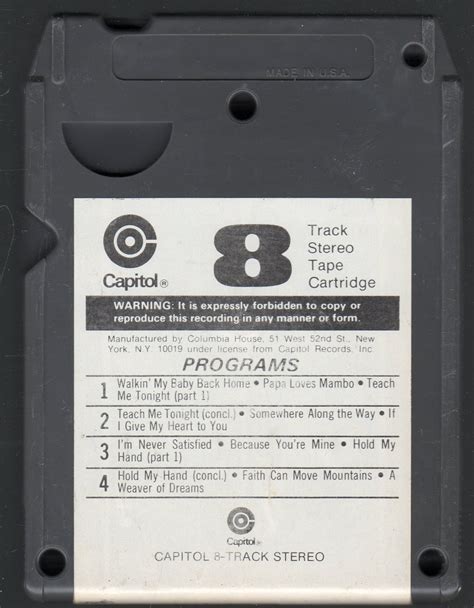 MADE IN U.S.A.
Capitol®
8
Track
Stereo
Tape
Cartridge
WARNING: It is expressly forbidden to copy or
reproduce this recording in any manner or form.
Manufactured by Columbia House, 51 West 52nd St., New
York, N.Y. 10019 under license from Capitol Records, Inc.
PROGRAMS
1 Walkin' My Baby Back Home • Papa Loves Mambo • Teach
Me Tonight (part 1)
2 Teach Me Tonight (concl.) • Somewhere Along the Way • If
I Give My Heart to You
3 I'm Never Satisfied • Because You're Mine • Hold My
Hand (part 1)
4 Hold My Hand (concl.) • Faith Can Move Mountains • A
Weaver of Dreams
Capitol®
CAPITOL 8-TRACK STEREO